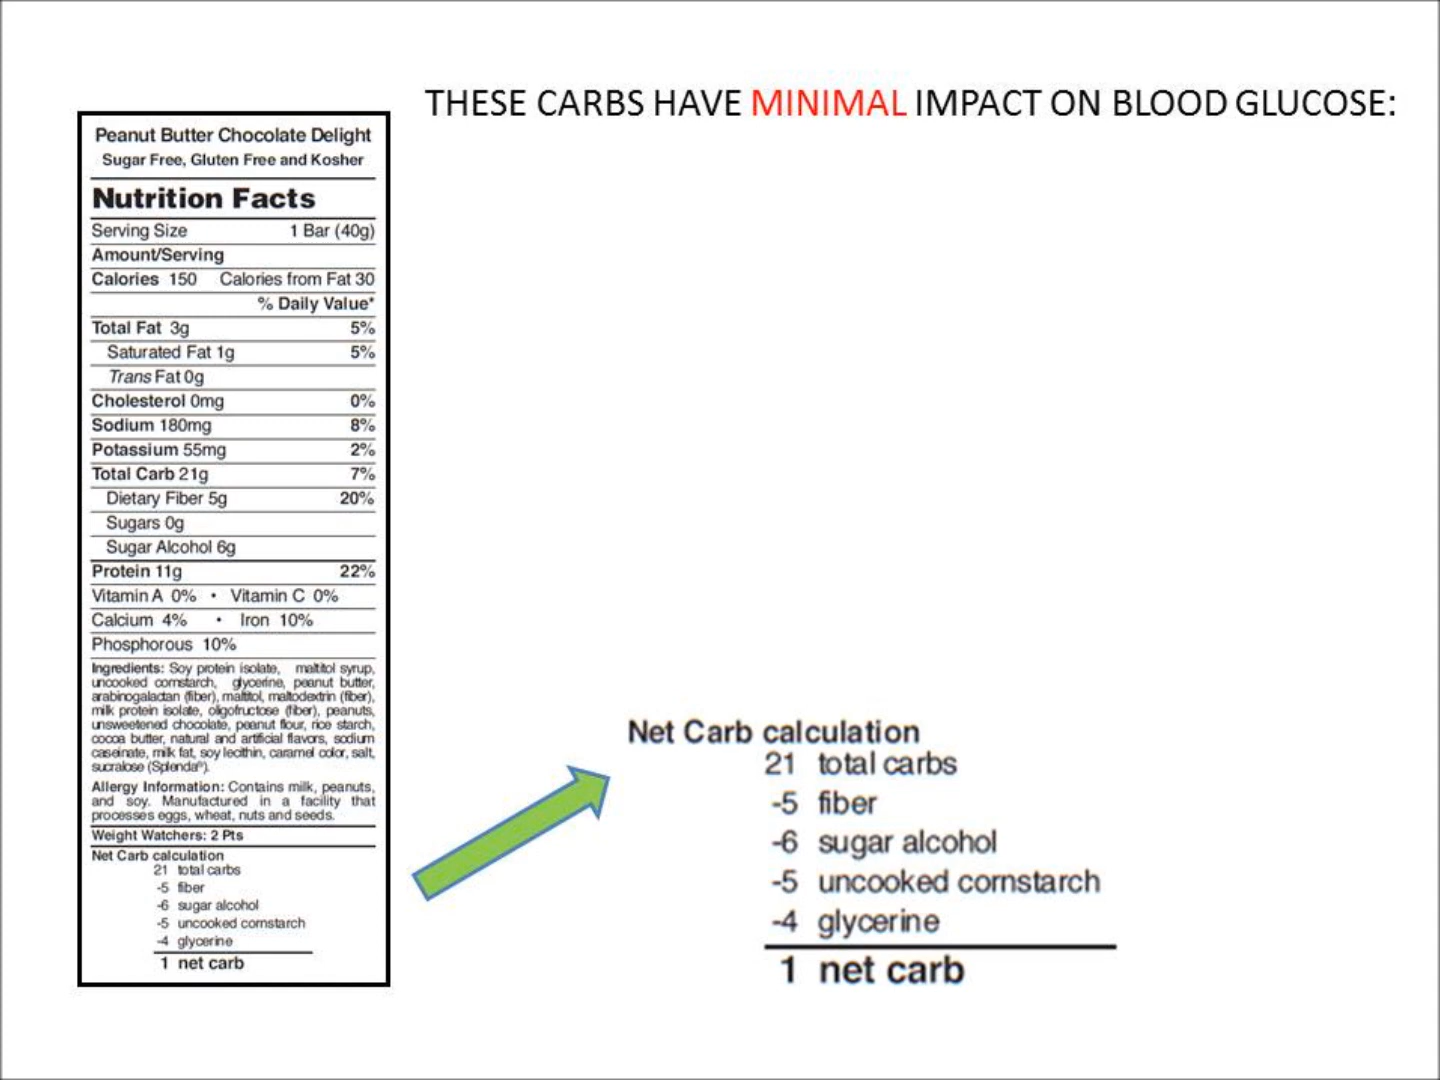 THESE CARBS HAVE MINIMAL IMPACT ON BLOOD GLUCOSE:
Peanut Butter Chocolate Delight
Sugar Free, Gluten Free and Kosher
Nutrition Facts
Serving Size 1 Bar (40g)
Amount/Serving
Calories 150 Calories from Fat 30
% Daily Value*
Total Fat 3g 5%
Saturated Fat 1g 5%
Trans Fat 0g
Cholesterol 0mg 0%
Sodium 180mg 8%
Potassium 55mg 2%
Total Carb 21g 7%
Dietary Fiber 5g 20%
Sugars 0g
Sugar Alcohol 6g
Protein 11g 22%
Vitamin A 0% • Vitamin C 0%
Calcium 4% • Iron 10%
Phosphorous 10%
Ingredients: Soy protein isolate, maltitol syrup,
uncooked cornstarch, glycerine, peanut butter,
arabinogalactan (fiber), maltitol, maltodextrin (fiber),
milk protein isolate, oligofructose (fiber), peanuts,
unsweetened chocolate, peanut flour, rice starch,
cocoa butter, natural and artificial flavors, sodium
caseinate, milk fat, soy lecithin, caramel color, salt,
sucralose (Splenda®).
Allergy Information: Contains milk, peanuts,
and soy. Manufactured in a facility that
processes eggs, wheat, nuts and seeds.
Weight Watchers: 2 Pts
Net Carb calculation
21 total carbs
-5 fiber
-6 sugar alcohol
-5 uncooked cornstarch
-4 glycerine
1 net carb
Net Carb calculation
21 total carbs
-5 fiber
-6 sugar alcohol
-5 uncooked cornstarch
-4 glycerine
1 net carb